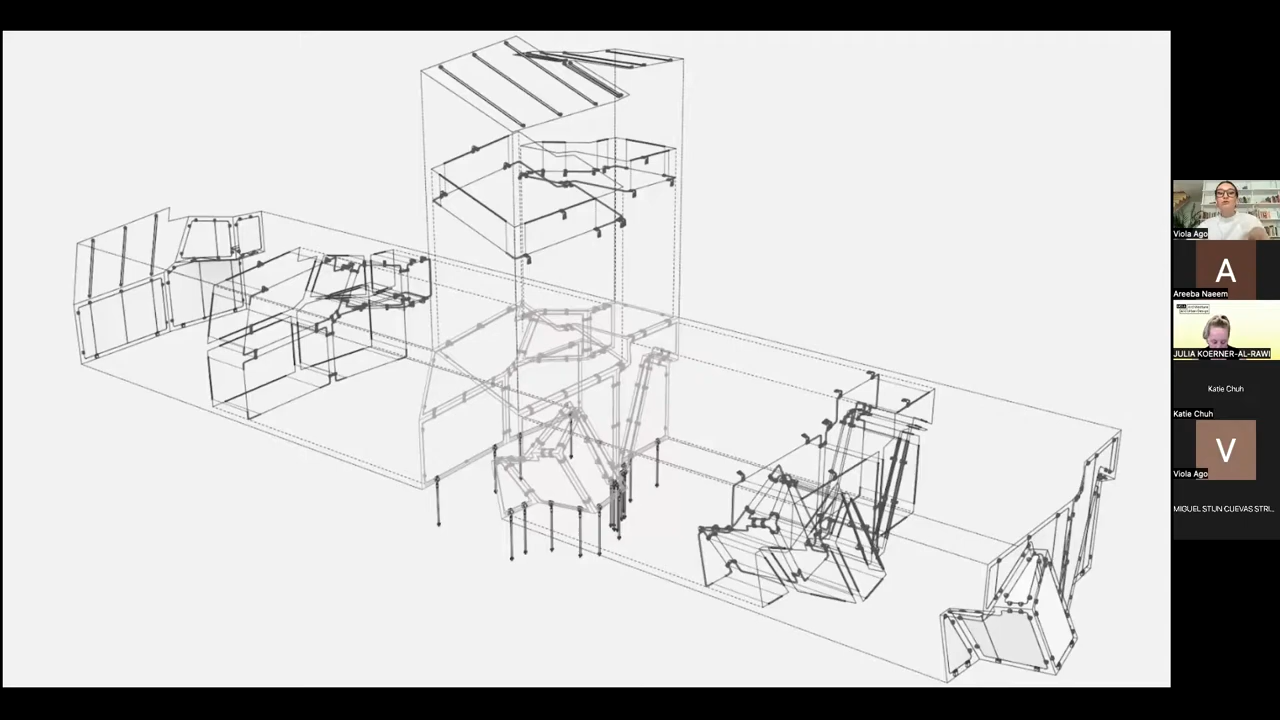 Viola Ago
A
Areeba Naeem
JULIA KOERNER-AL-RAWI
Katie Chuh
Katie Chuh
V
Viola Ago
MIGUEL STUN CUEVAS STRI...